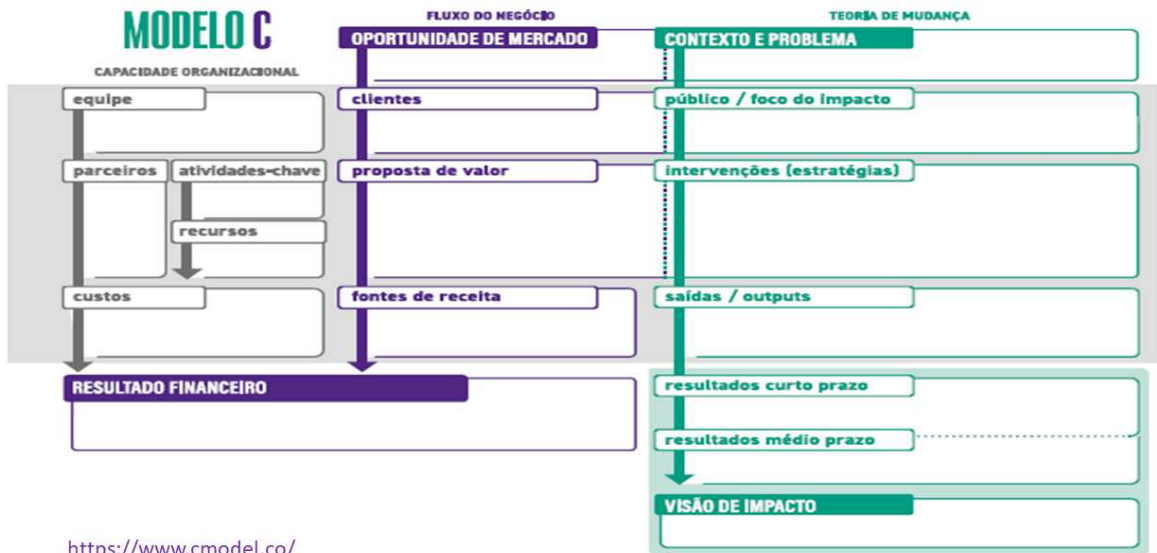 MODELO C
CAPACIDADE ORGANIZACIONAL
equipe
parceiros
atividades-chave
recursos
custos
FLUXO DO NEGÓCIO
OPORTUNIDADE DE MERCADO
clientes
proposta de valor
fontes de receita
RESULTADO FINANCEIRO
TEORIA DE MUDANÇA
CONTEXTO E PROBLEMA
público / foco do impacto
intervenções (estratégias)
saídas / outputs
resultados curto prazo
resultados médio prazo
VISÃO DE IMPACTO
https://www.cmodel.co/